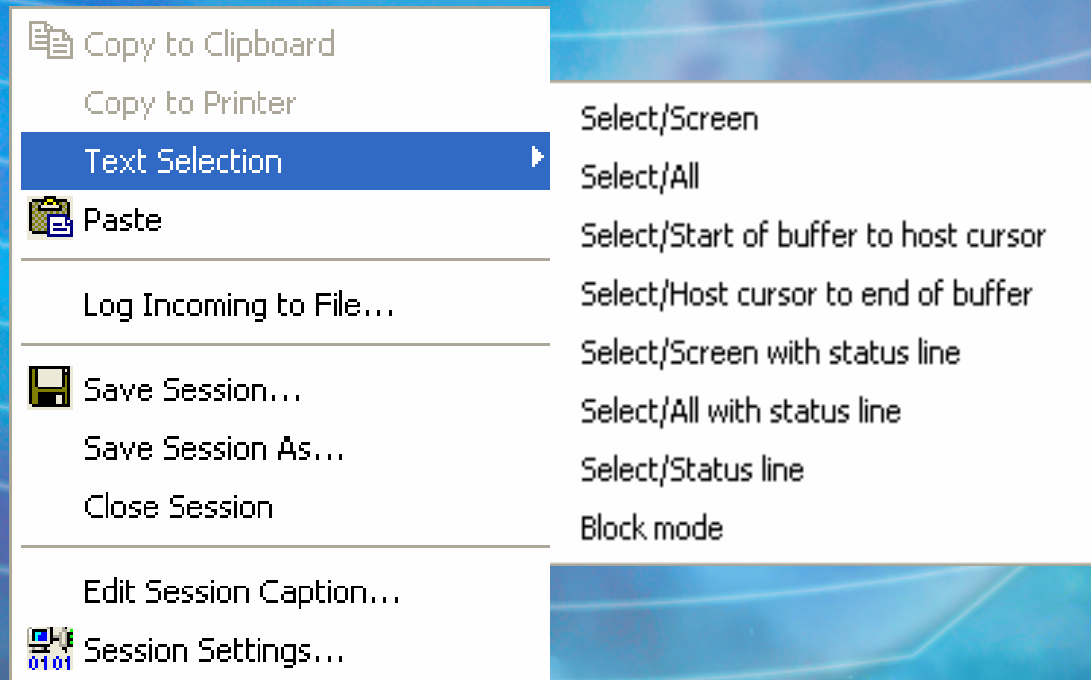 Copy to Clipboard
Copy to Printer
Text Selection
Paste
Log Incoming to File...
Save Session...
Save Session As...
Close Session
Edit Session Caption...
0101
Session Settings...
Select/Screen
Select/All
Select/Start of buffer to host cursor
Select/Host cursor to end of buffer
Select/Screen with status line
Select/All with status line
Select/Status line
Block mode